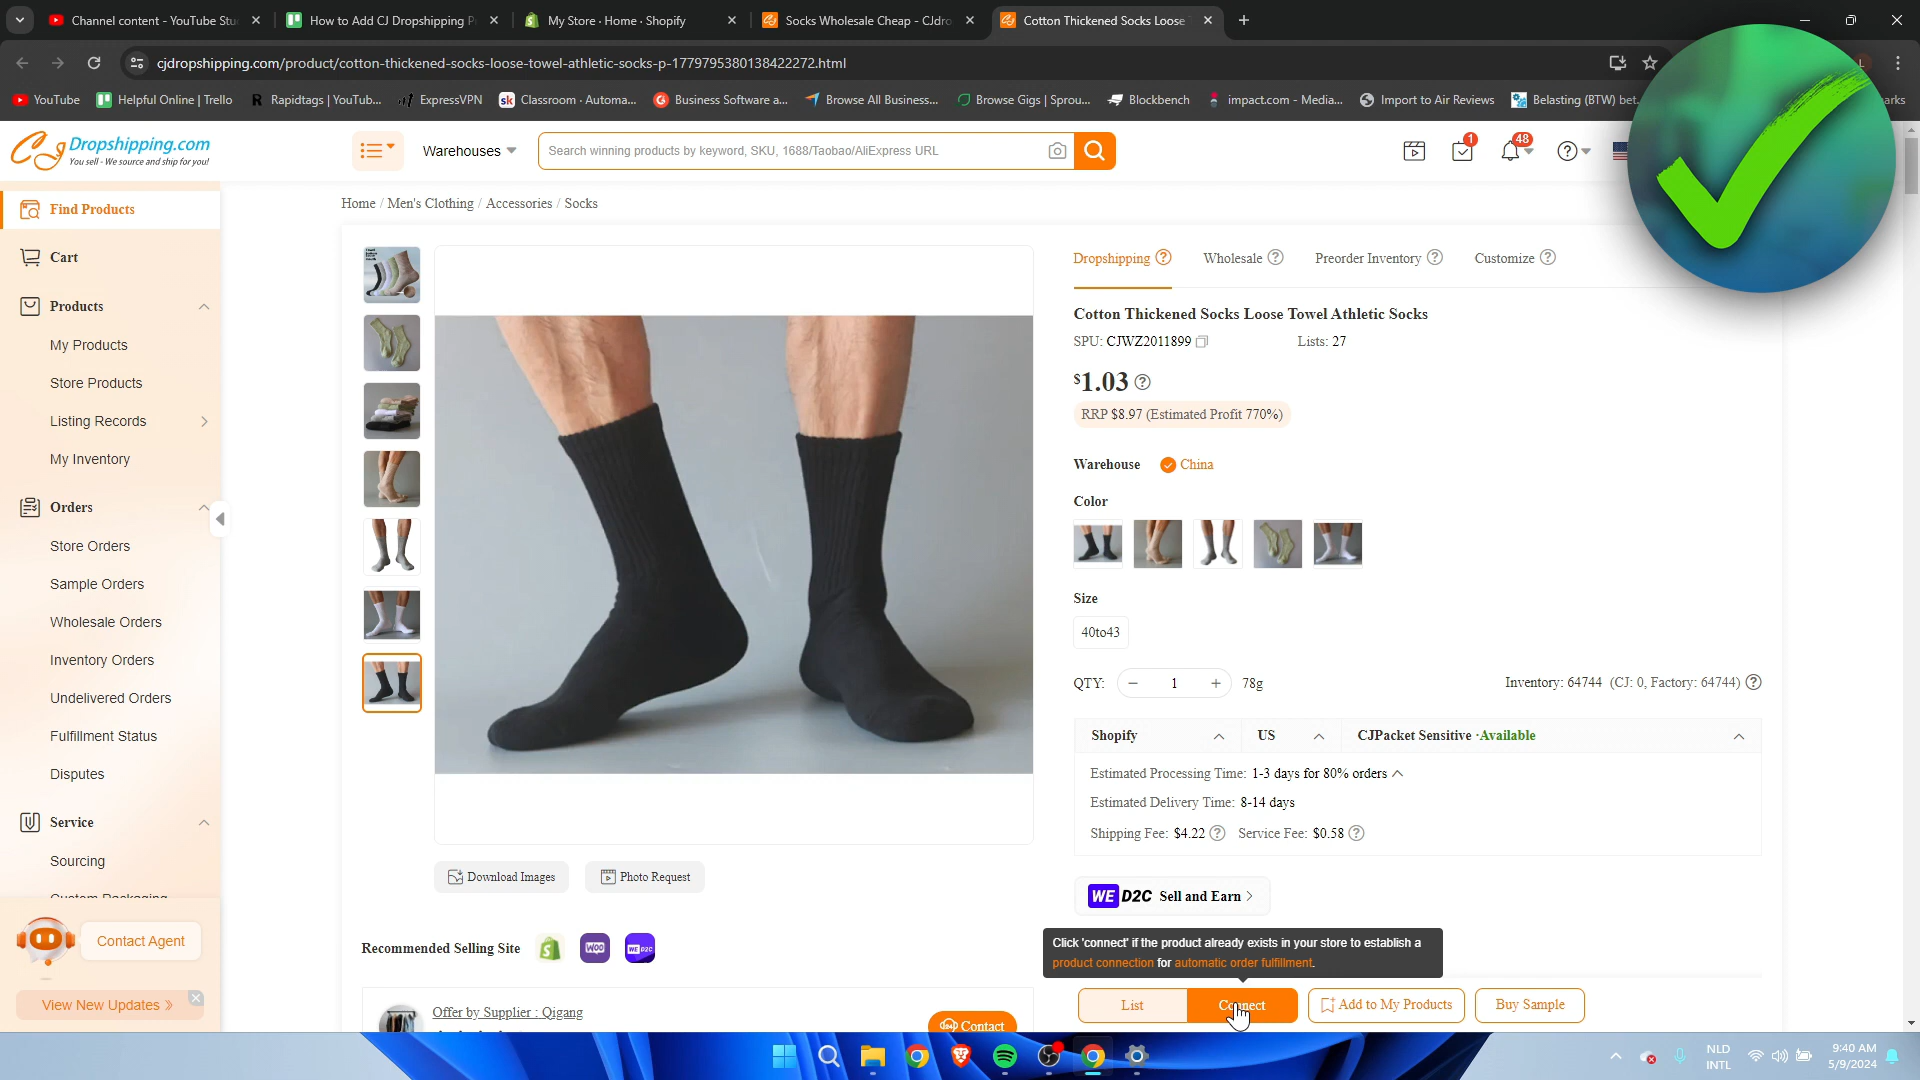 Channel content - YouTube Stu
How to Add CJ Dropshipping P
My Store · Home · Shopify
Socks Wholesale Cheap - CJdro
Cotton Thickened Socks Loose T
cjdropshipping.com/product/cotton-thickened-socks-loose-towel-athletic-socks-p-1779795380138422272.html
YouTube
Helpful Online | Trello
Rapidtags | YouTub...
ExpressVPN
Classroom · Automa...
Business Software a...
Browse All Business...
Browse Gigs | Sprou...
Blockbench
impact.com - Media...
Import to Air Reviews
Belasting (BTW) bet
arks
CJ Dropshipping.com
You sell - We source and ship for you!
Warehouses
Search winning products by keyword, SKU, 1688/Taobao/AliExpress URL
1
48
Find Products
Cart
Products
My Products
Store Products
Listing Records
My Inventory
Orders
Store Orders
Sample Orders
Wholesale Orders
Inventory Orders
Undelivered Orders
Fulfillment Status
Disputes
Service
Sourcing
Custom Packaging
Contact Agent
View New Updates »
Home / Men's Clothing / Accessories / Socks
Download Images
Photo Request
Recommended Selling Site
WOO
WE D2C
Offer by Supplier : Qigang
Contact
Dropshipping
Wholesale
Preorder Inventory
Customize
Cotton Thickened Socks Loose Towel Athletic Socks
SPU: CJWZ2011899
Lists: 27
$1.03
RRP $8.97 (Estimated Profit 770%)
Warehouse
China
Color
Size
40to43
QTY:
− 1 +
78g
Inventory: 64744 (CJ: 0, Factory: 64744)
Shopify
US
CJPacket Sensitive ·Available
Estimated Processing Time: 1-3 days for 80% orders
Estimated Delivery Time: 8-14 days
Shipping Fee: $4.22
Service Fee: $0.58
WE D2C Sell and Earn >
Click 'connect' if the product already exists in your store to establish a
product connection for automatic order fulfillment.
List
Connect
Add to My Products
Buy Sample
NLD
INTL
9:40 AM
5/9/2024